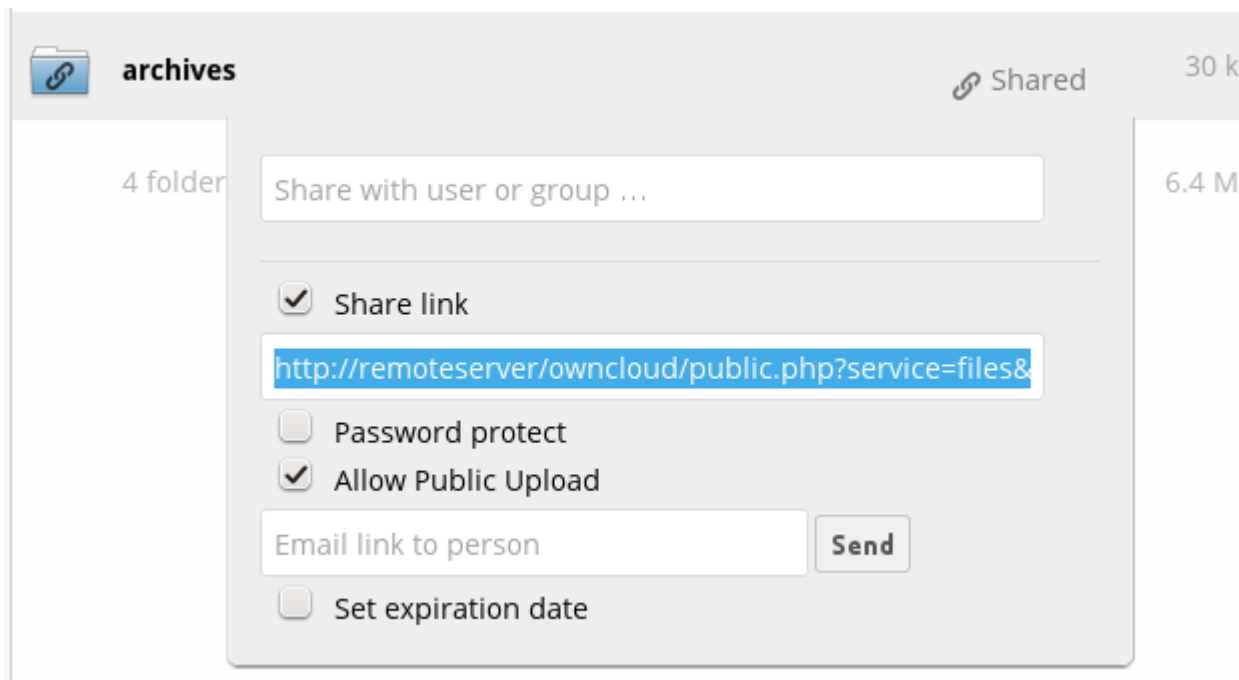 archives Shared 30 k
4 folder 6.4 M
Share with user or group ...
Share link
http://remoteserver/owncloud/public.php?service=files&
Password protect
Allow Public Upload
Email link to person Send
Set expiration date